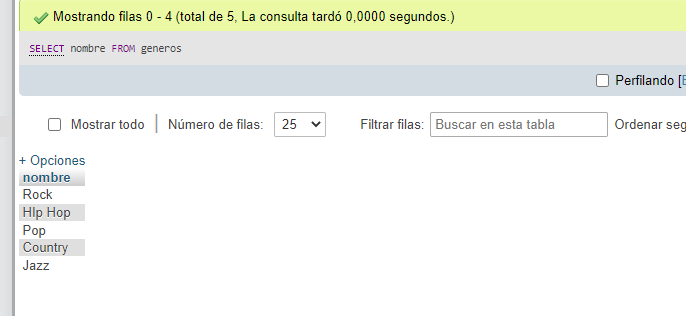 Mostrando filas 0 - 4 (total de 5, La consulta tardó 0,0000 segundos.)
SELECT nombre FROM generos
Perfilando [
Mostrar todo | Número de filas: 25 Filtrar filas: Buscar en esta tabla Ordenar seg
+ Opciones
nombre
Rock
HIp Hop
Pop
Country
Jazz